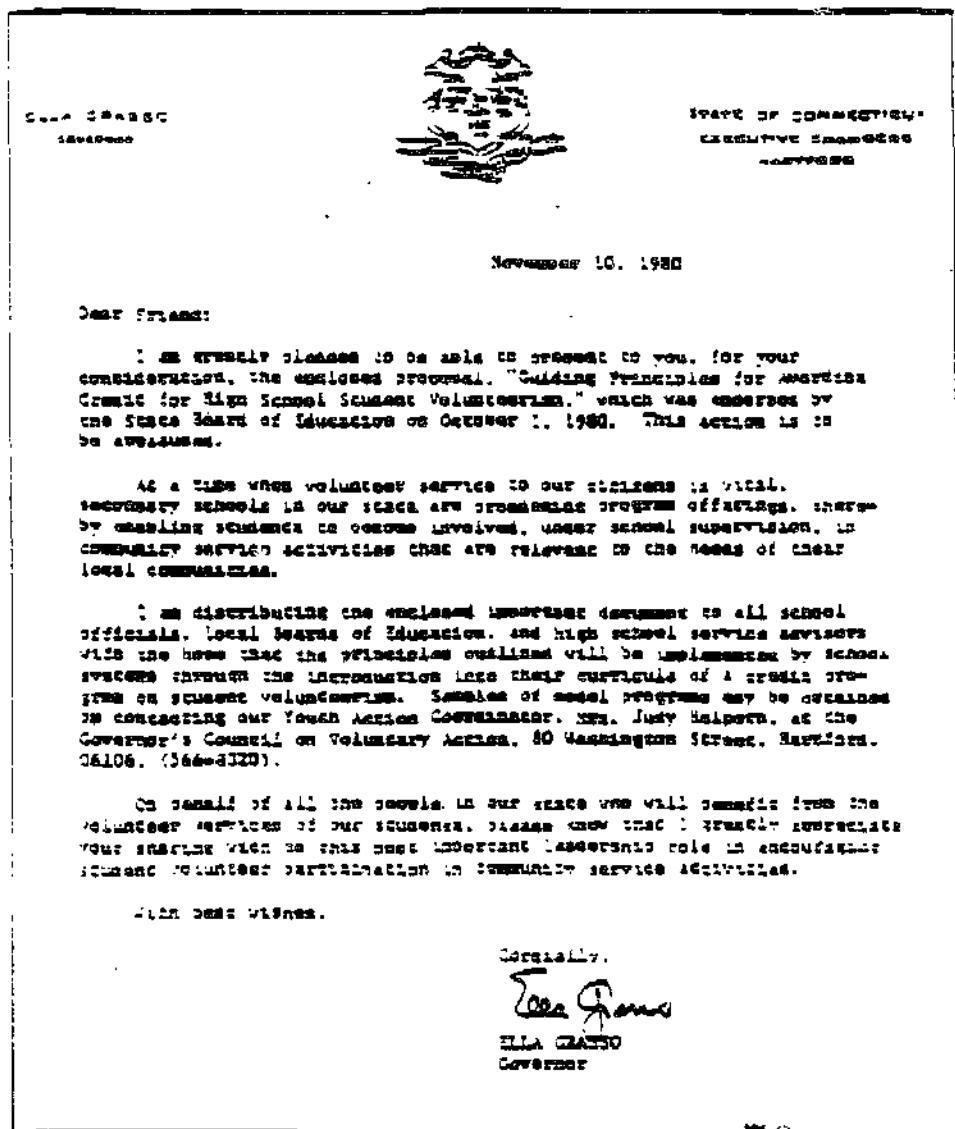 ELLA GRASSO
GOVERNOR
STATE OF CONNECTICUT
EXECUTIVE CHAMBERS
HARTFORD
November 10, 1980
Dear Friend:
I am greatly pleased to be able to present to you, for your
consideration, the enclosed proposal, "Guiding Principles for Awarding
Credit for High School Student Volunteerism," which was endorsed by
the State Board of Education on October 1, 1980. This action is to
be applauded.
At a time when volunteer service to our citizens is vital,
secondary schools in our state are broadening program offerings, there-
by enabling students to become involved, under school supervision, in
community service activities that are relevant to the needs of their
local communities.
I am distributing the enclosed important document to all school
officials, local Boards of Education, and high school service advisors
with the hope that the principles outlined will be implemented by school
systems through the introduction into their curricula of a credit pro-
gram on student volunteerism. Samples of model programs may be obtained
by contacting our Youth Action Coordinator, Mrs. Judy Halpern, at the
Governor's Council on Voluntary Action, 80 Washington Street, Hartford,
06106, (566-8320).
On behalf of all the people in our state who will benefit from the
volunteer services of our students, please know that I greatly appreciate
your sharing with me this most important leadership role in encouraging
student volunteer participation in community service activities.
With best wishes,
Cordially,
Ella Grasso
ELLA GRASSO
Governor